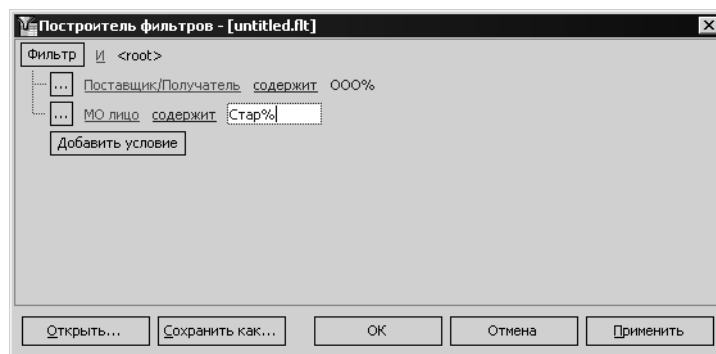 Построитель фильтров - [untitled.flt]
Фильтр И <root>
... Поставщик/Получатель содержит ООО%
... МО лицо содержит Стар%
Добавить условие
Открыть... Сохранить как... ОК Отмена Применить